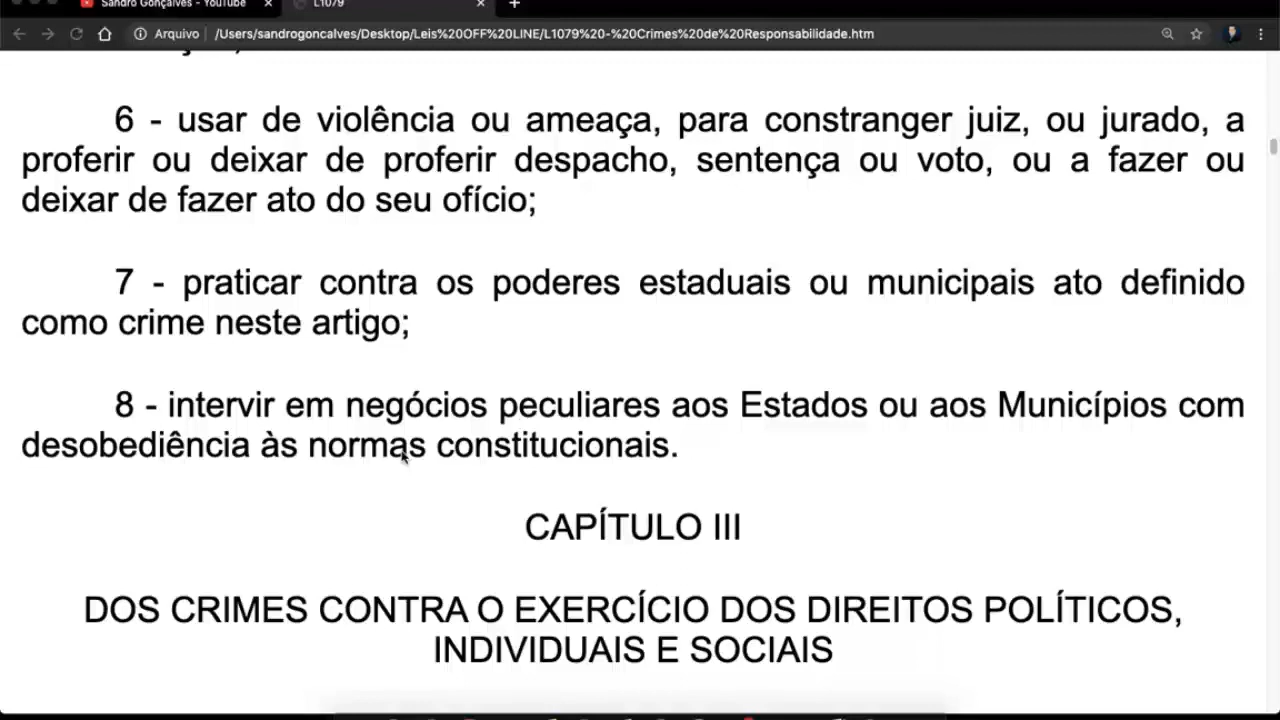 Sandro Gonçalves - YouTube
L1079
Arquivo
/Users/sandrogoncalves/Desktop/Leis%20OFF%20LINE/L1079%20-%20Crimes%20de%20Responsabilidade.htm
6 - usar de violência ou ameaça, para constranger juiz, ou jurado, a
proferir ou deixar de proferir despacho, sentença ou voto, ou a fazer ou
deixar de fazer ato do seu ofício;
7 - praticar contra os poderes estaduais ou municipais ato definido
como crime neste artigo;
8 - intervir em negócios peculiares aos Estados ou aos Municípios com
desobediência às normas constitucionais.
CAPÍTULO III
DOS CRIMES CONTRA O EXERCÍCIO DOS DIREITOS POLÍTICOS,
INDIVIDUAIS E SOCIAIS